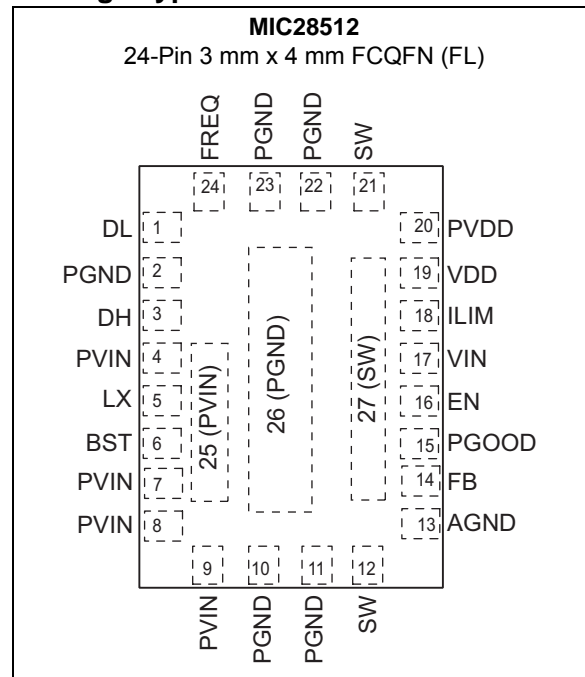 MIC28512
24-Pin 3 mm x 4 mm FCQFN (FL)
FREQ
PGND
PGND
SW
24
23
22
21
DL 1
PGND 2
DH 3
PVIN 4
LX 5
BST 6
PVIN 7
PVIN 8
25 (PVIN)
26 (PGND)
27 (SW)
20 PVDD
19 VDD
18 ILIM
17 VIN
16 EN
15 PGOOD
14 FB
13 AGND
9
10
11
12
PVIN
PGND
PGND
SW